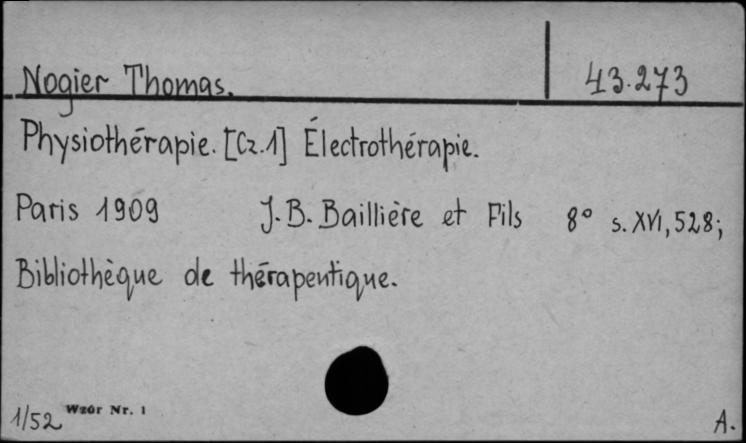 Nogier Thomas. 43.273
Physiothérapie. [Cz.1] Électrothérapie.
Paris 1909 J.B. Baillière et Fils 8° s. XVI, 528;
Bibliothèque de thérapeutique.
1/52 Wzór Nr. 1 A.